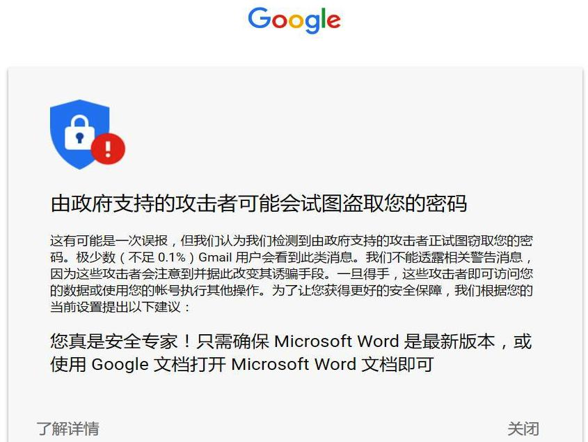 Google
由政府支持的攻击者可能会试图盗取您的密码
这有可能是一次误报，但我们认为我们检测到由政府支持的攻击者正试图窃取您的密
码。极少数（不足 0.1%）Gmail 用户会看到此类消息。我们不能透露相关警告消息，
因为这些攻击者会注意到并据此改变其诱骗手段。一旦得手，这些攻击者即可访问您
的数据或使用您的帐号执行其他操作。为了让您获得更好的安全保障，我们根据您的
当前设置提出以下建议：
您真是安全专家！只需确保 Microsoft Word 是最新版本，或
使用 Google 文档打开 Microsoft Word 文档即可
了解详情
关闭